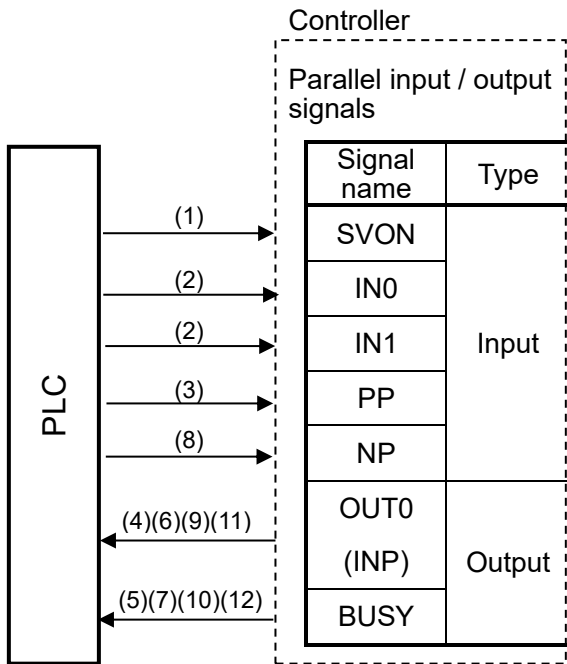 Controller
Parallel input / output
signals
Signal
name
Type
(1)
SVON
(2)
IN0
(2)
IN1
Input
(3)
PP
PLC
(8)
NP
(4)(6)(9)(11)
OUT0
(INP)
Output
(5)(7)(10)(12)
BUSY